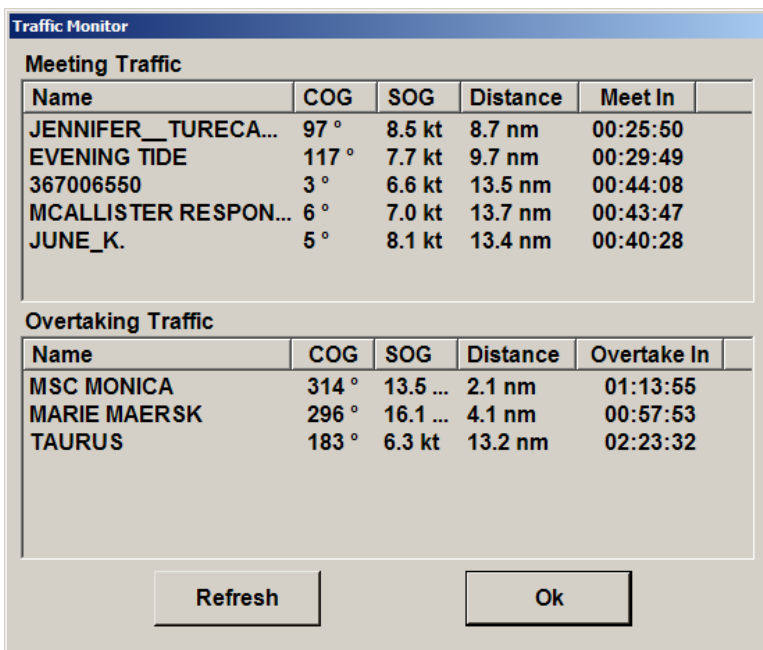 Traffic Monitor
Meeting Traffic
Name COG SOG Distance Meet In
JENNIFER__TURECA... 97 ° 8.5 kt 8.7 nm 00:25:50
EVENING TIDE 117 ° 7.7 kt 9.7 nm 00:29:49
367006550 3 ° 6.6 kt 13.5 nm 00:44:08
MCALLISTER RESPON... 6 ° 7.0 kt 13.7 nm 00:43:47
JUNE_K. 5 ° 8.1 kt 13.4 nm 00:40:28
Overtaking Traffic
Name COG SOG Distance Overtake In
MSC MONICA 314 ° 13.5 ... 2.1 nm 01:13:55
MARIE MAERSK 296 ° 16.1 ... 4.1 nm 00:57:53
TAURUS 183 ° 6.3 kt 13.2 nm 02:23:32
Refresh Ok